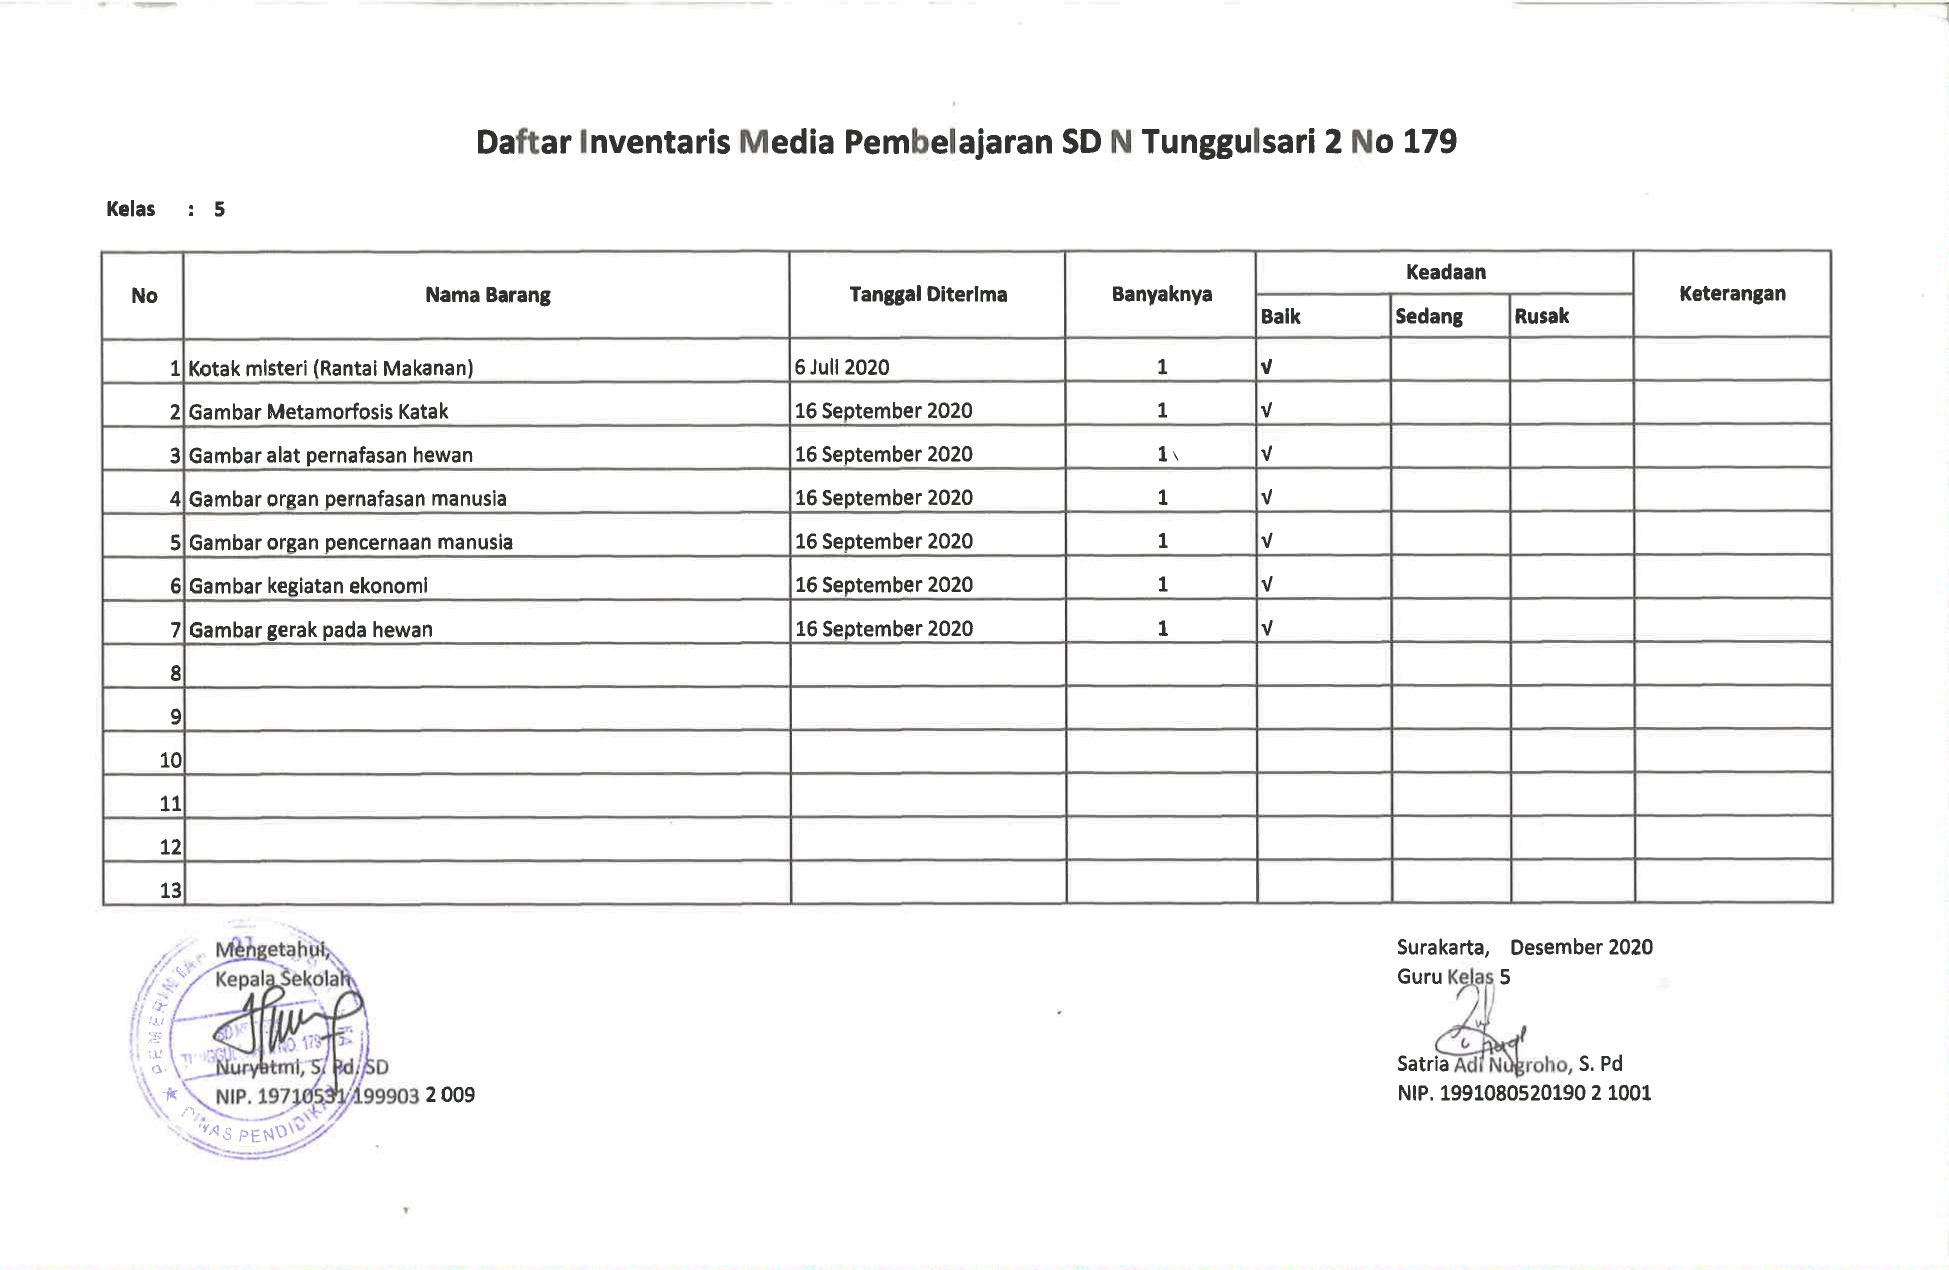 Daftar Inventaris Media Pembelajaran SD N Tunggulsari 2 No 179
Kelas : 5
No Nama Barang Tanggal Diterima Banyaknya Keadaan Keterangan
Baik Sedang Rusak
1 Kotak misteri (Rantai Makanan) 6 Juli 2020 1 √
2 Gambar Metamorfosis Katak 16 September 2020 1 √
3 Gambar alat pernafasan hewan 16 September 2020 1 √
4 Gambar organ pernafasan manusia 16 September 2020 1 √
5 Gambar organ pencernaan manusia 16 September 2020 1 √
6 Gambar kegiatan ekonomi 16 September 2020 1 √
7 Gambar gerak pada hewan 16 September 2020 1 √
8
9
10
11
12
13
Mengetahui,
Kepala Sekolah
Nuryatmi, S. Pd. SD
NIP. 19710531 199903 2 009
DINAS PENDIDIKAN
NO. 179
Surakarta, Desember 2020
Guru Kelas 5
Satria Adi Nugroho, S. Pd
NIP. 1991080520190 2 1001